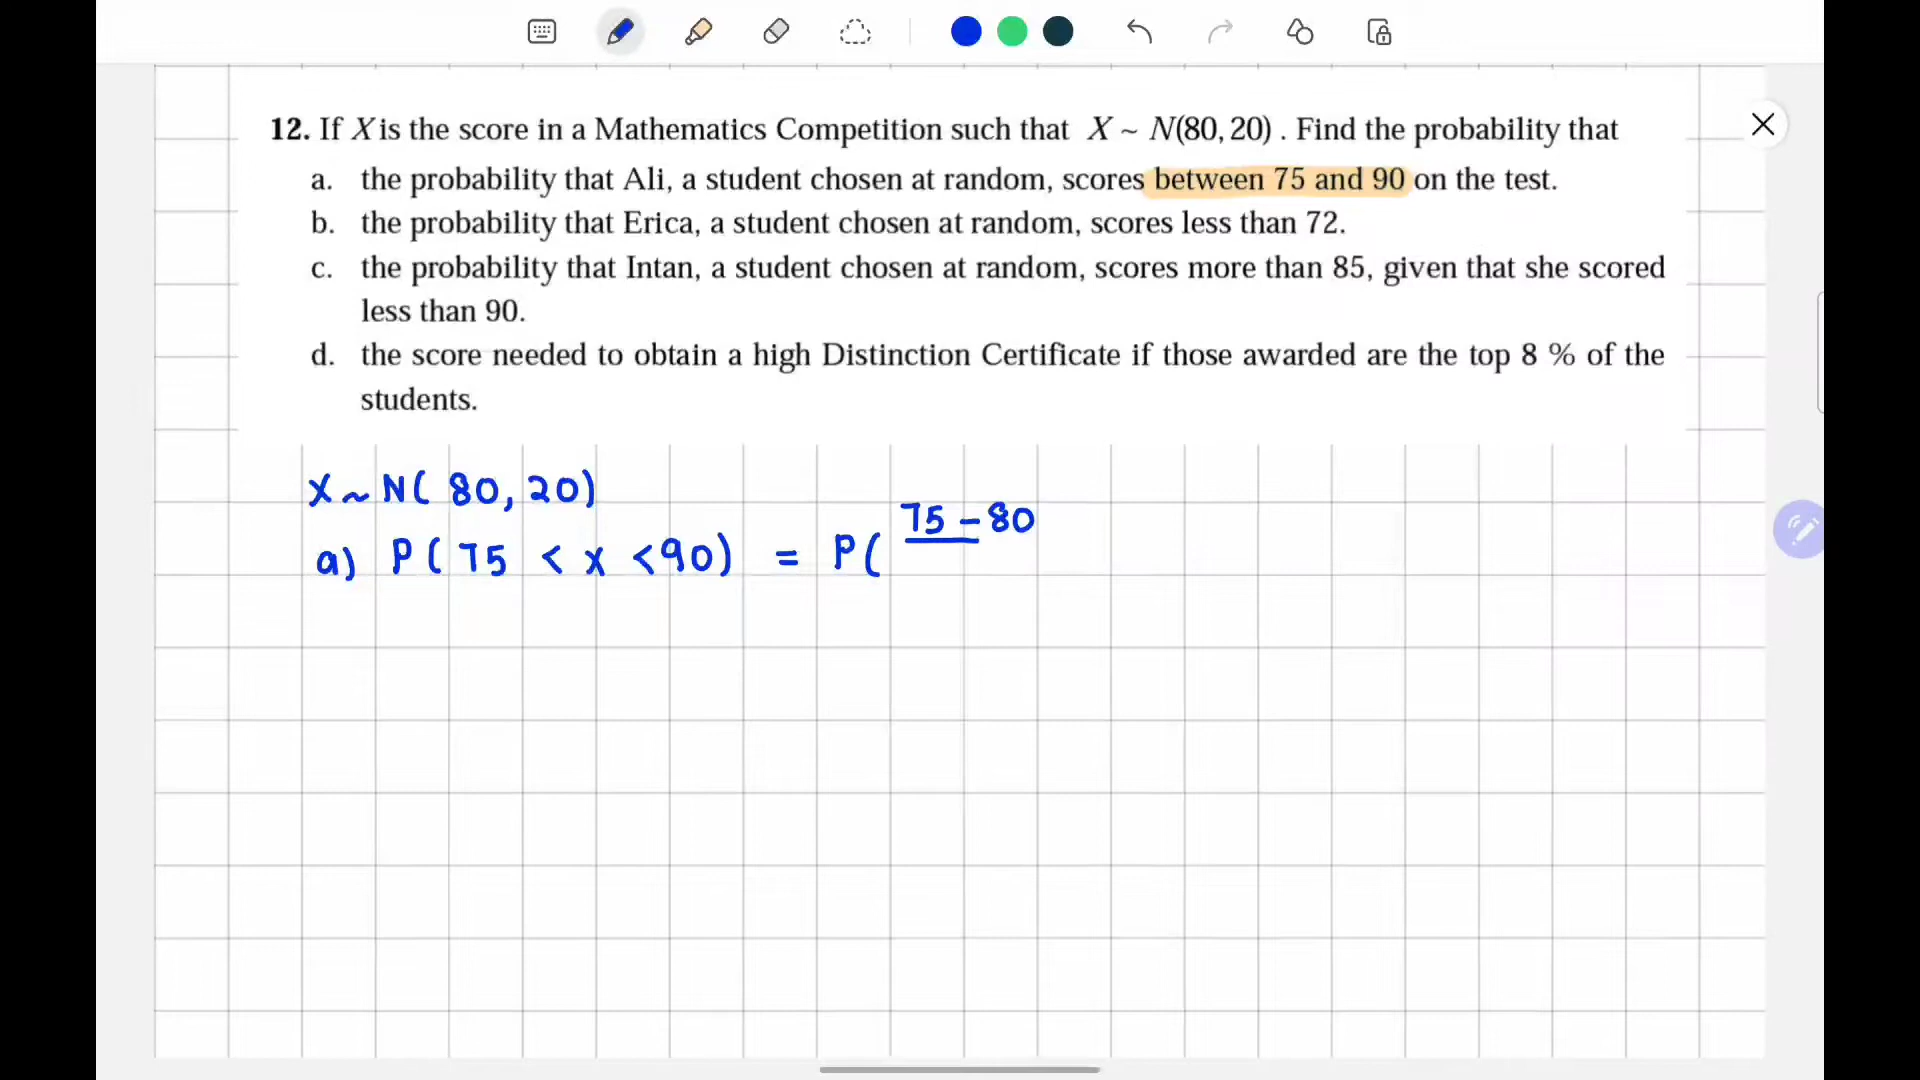 12. If X is the score in a Mathematics Competition such that X ~ N(80, 20) . Find the probability that
a. the probability that Ali, a student chosen at random, scores between 75 and 90 on the test.
b. the probability that Erica, a student chosen at random, scores less than 72.
c. the probability that Intan, a student chosen at random, scores more than 85, given that she scored
less than 90.
d. the score needed to obtain a high Distinction Certificate if those awarded are the top 8 % of the
students.
X ~ N( 80, 20)
75 - 80
a) P( 75 < x < 90) = P(